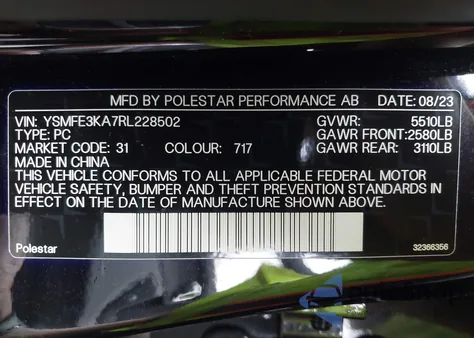 MFD BY POLESTAR PERFORMANCE AB DATE: 08/23
VIN: YSMFE3KA7RL228502 GVWR: 5510LB
TYPE: PC GAWR FRONT:2580LB
MARKET CODE: 31 COLOUR: 717 GAWR REAR: 3110LB
MADE IN CHINA
THIS VEHICLE CONFORMS TO ALL APPLICABLE FEDERAL MOTOR
VEHICLE SAFETY, BUMPER AND THEFT PREVENTION STANDARDS IN
EFFECT ON THE DATE OF MANUFACTURE SHOWN ABOVE.
Polestar 32366356